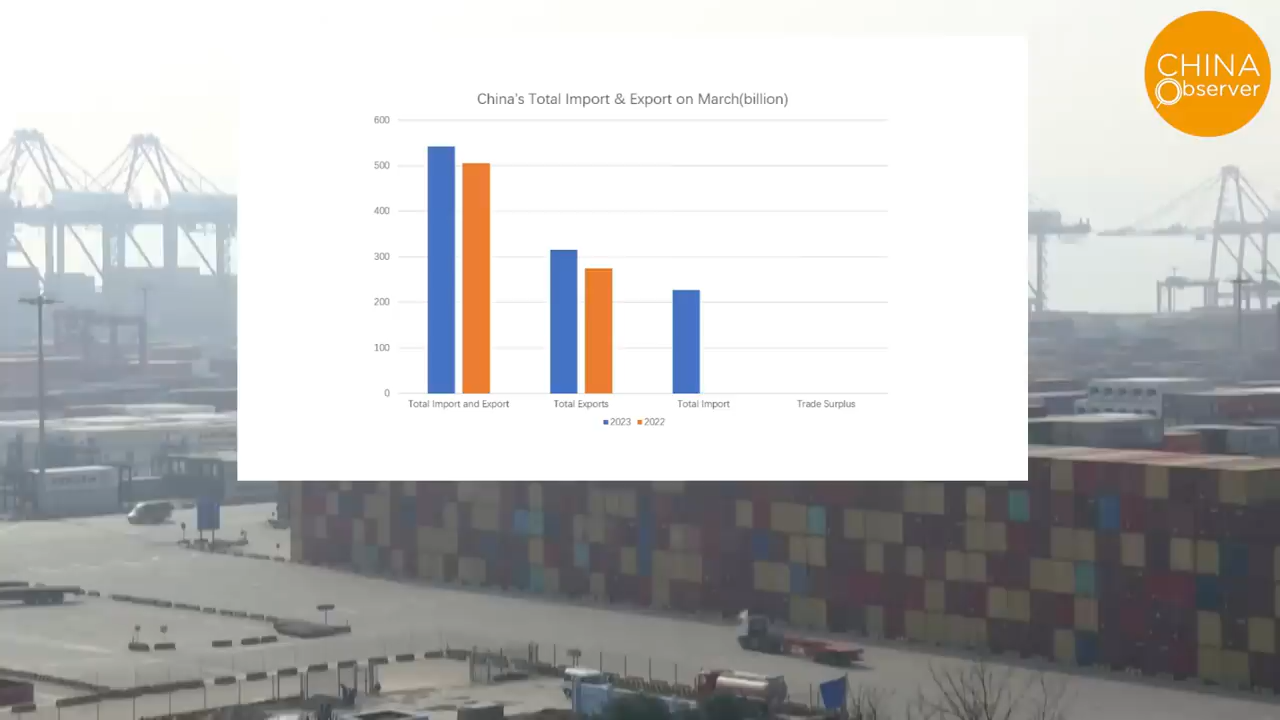 CHINA
Observer
China's Total Import & Export on March(billion)
600
500
400
300
200
100
0
Total Import and Export
Total Exports
Total Import
Trade Surplus
2023
2022